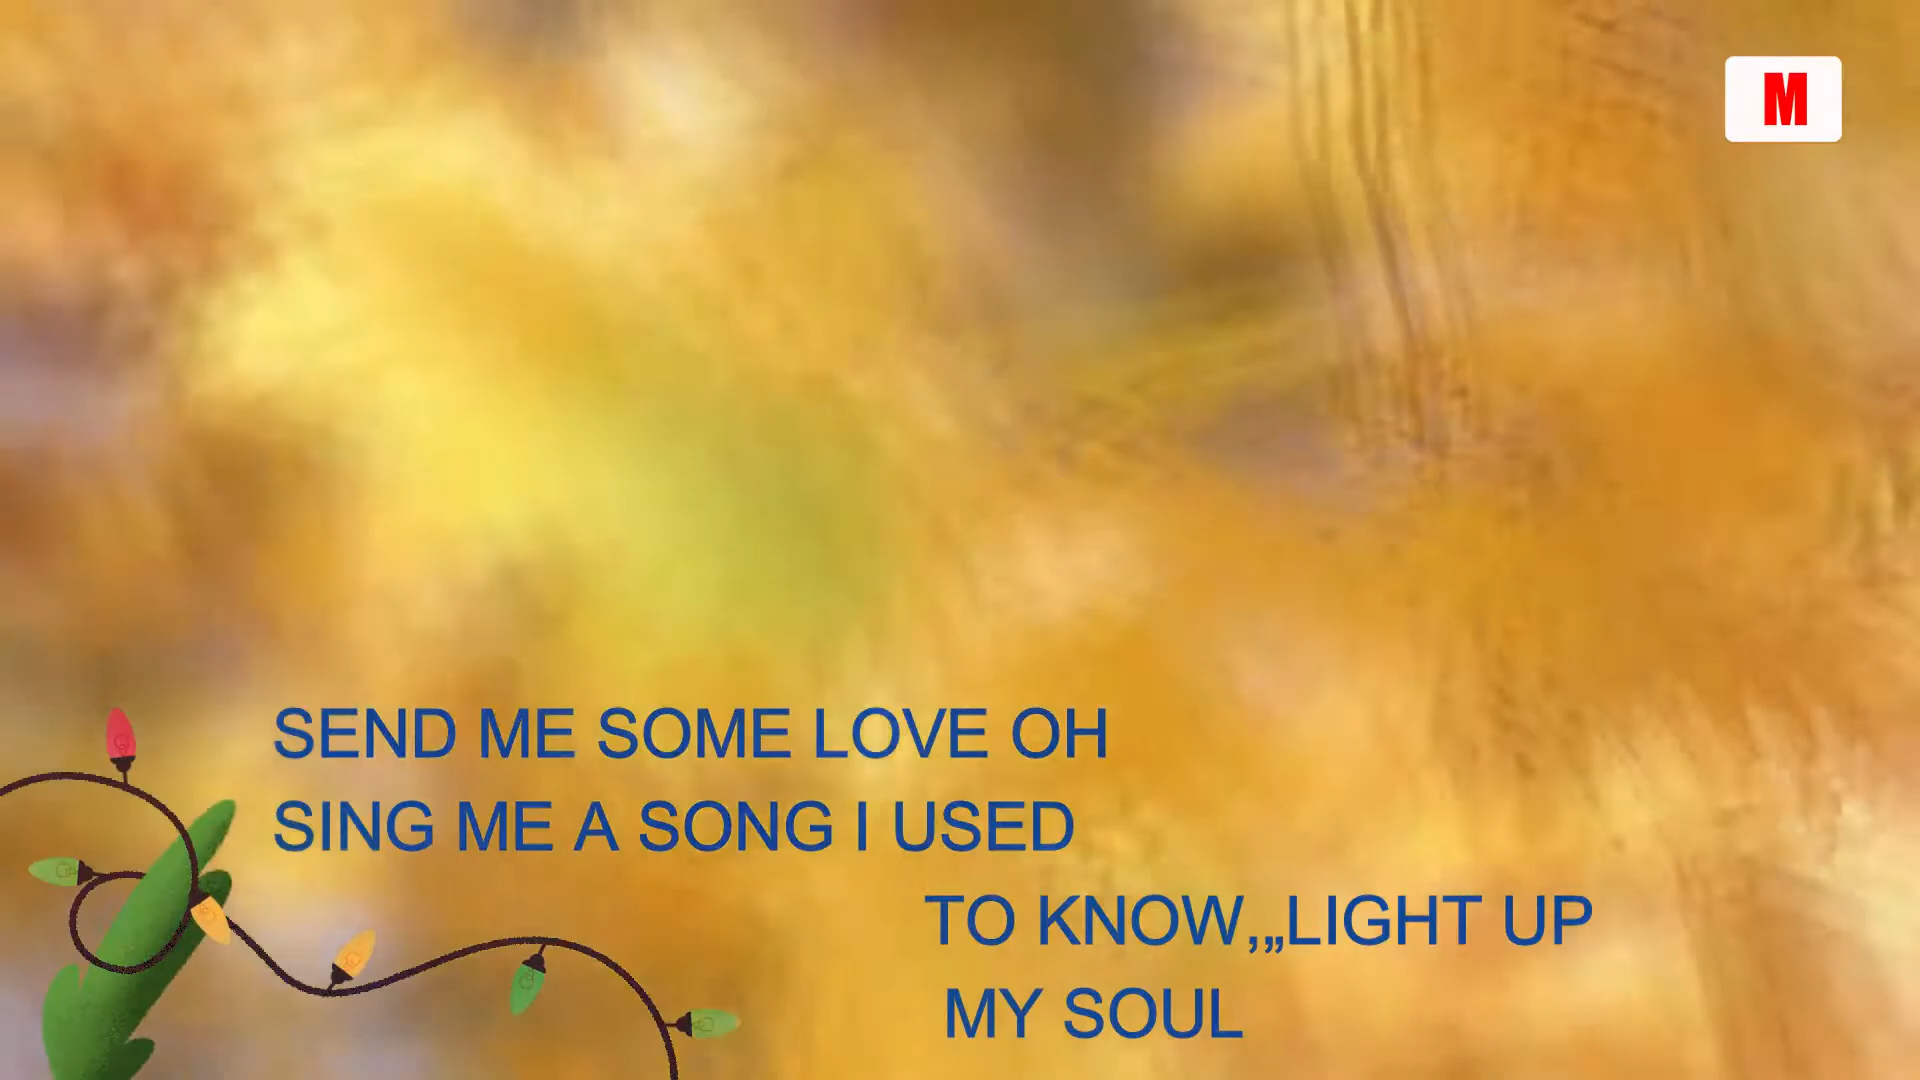 M
SEND ME SOME LOVE OH
SING ME A SONG I USED
TO KNOW,,,,LIGHT UP
MY SOUL